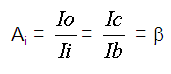 Aᵢ = Io/Ii = Ic/Ib = β